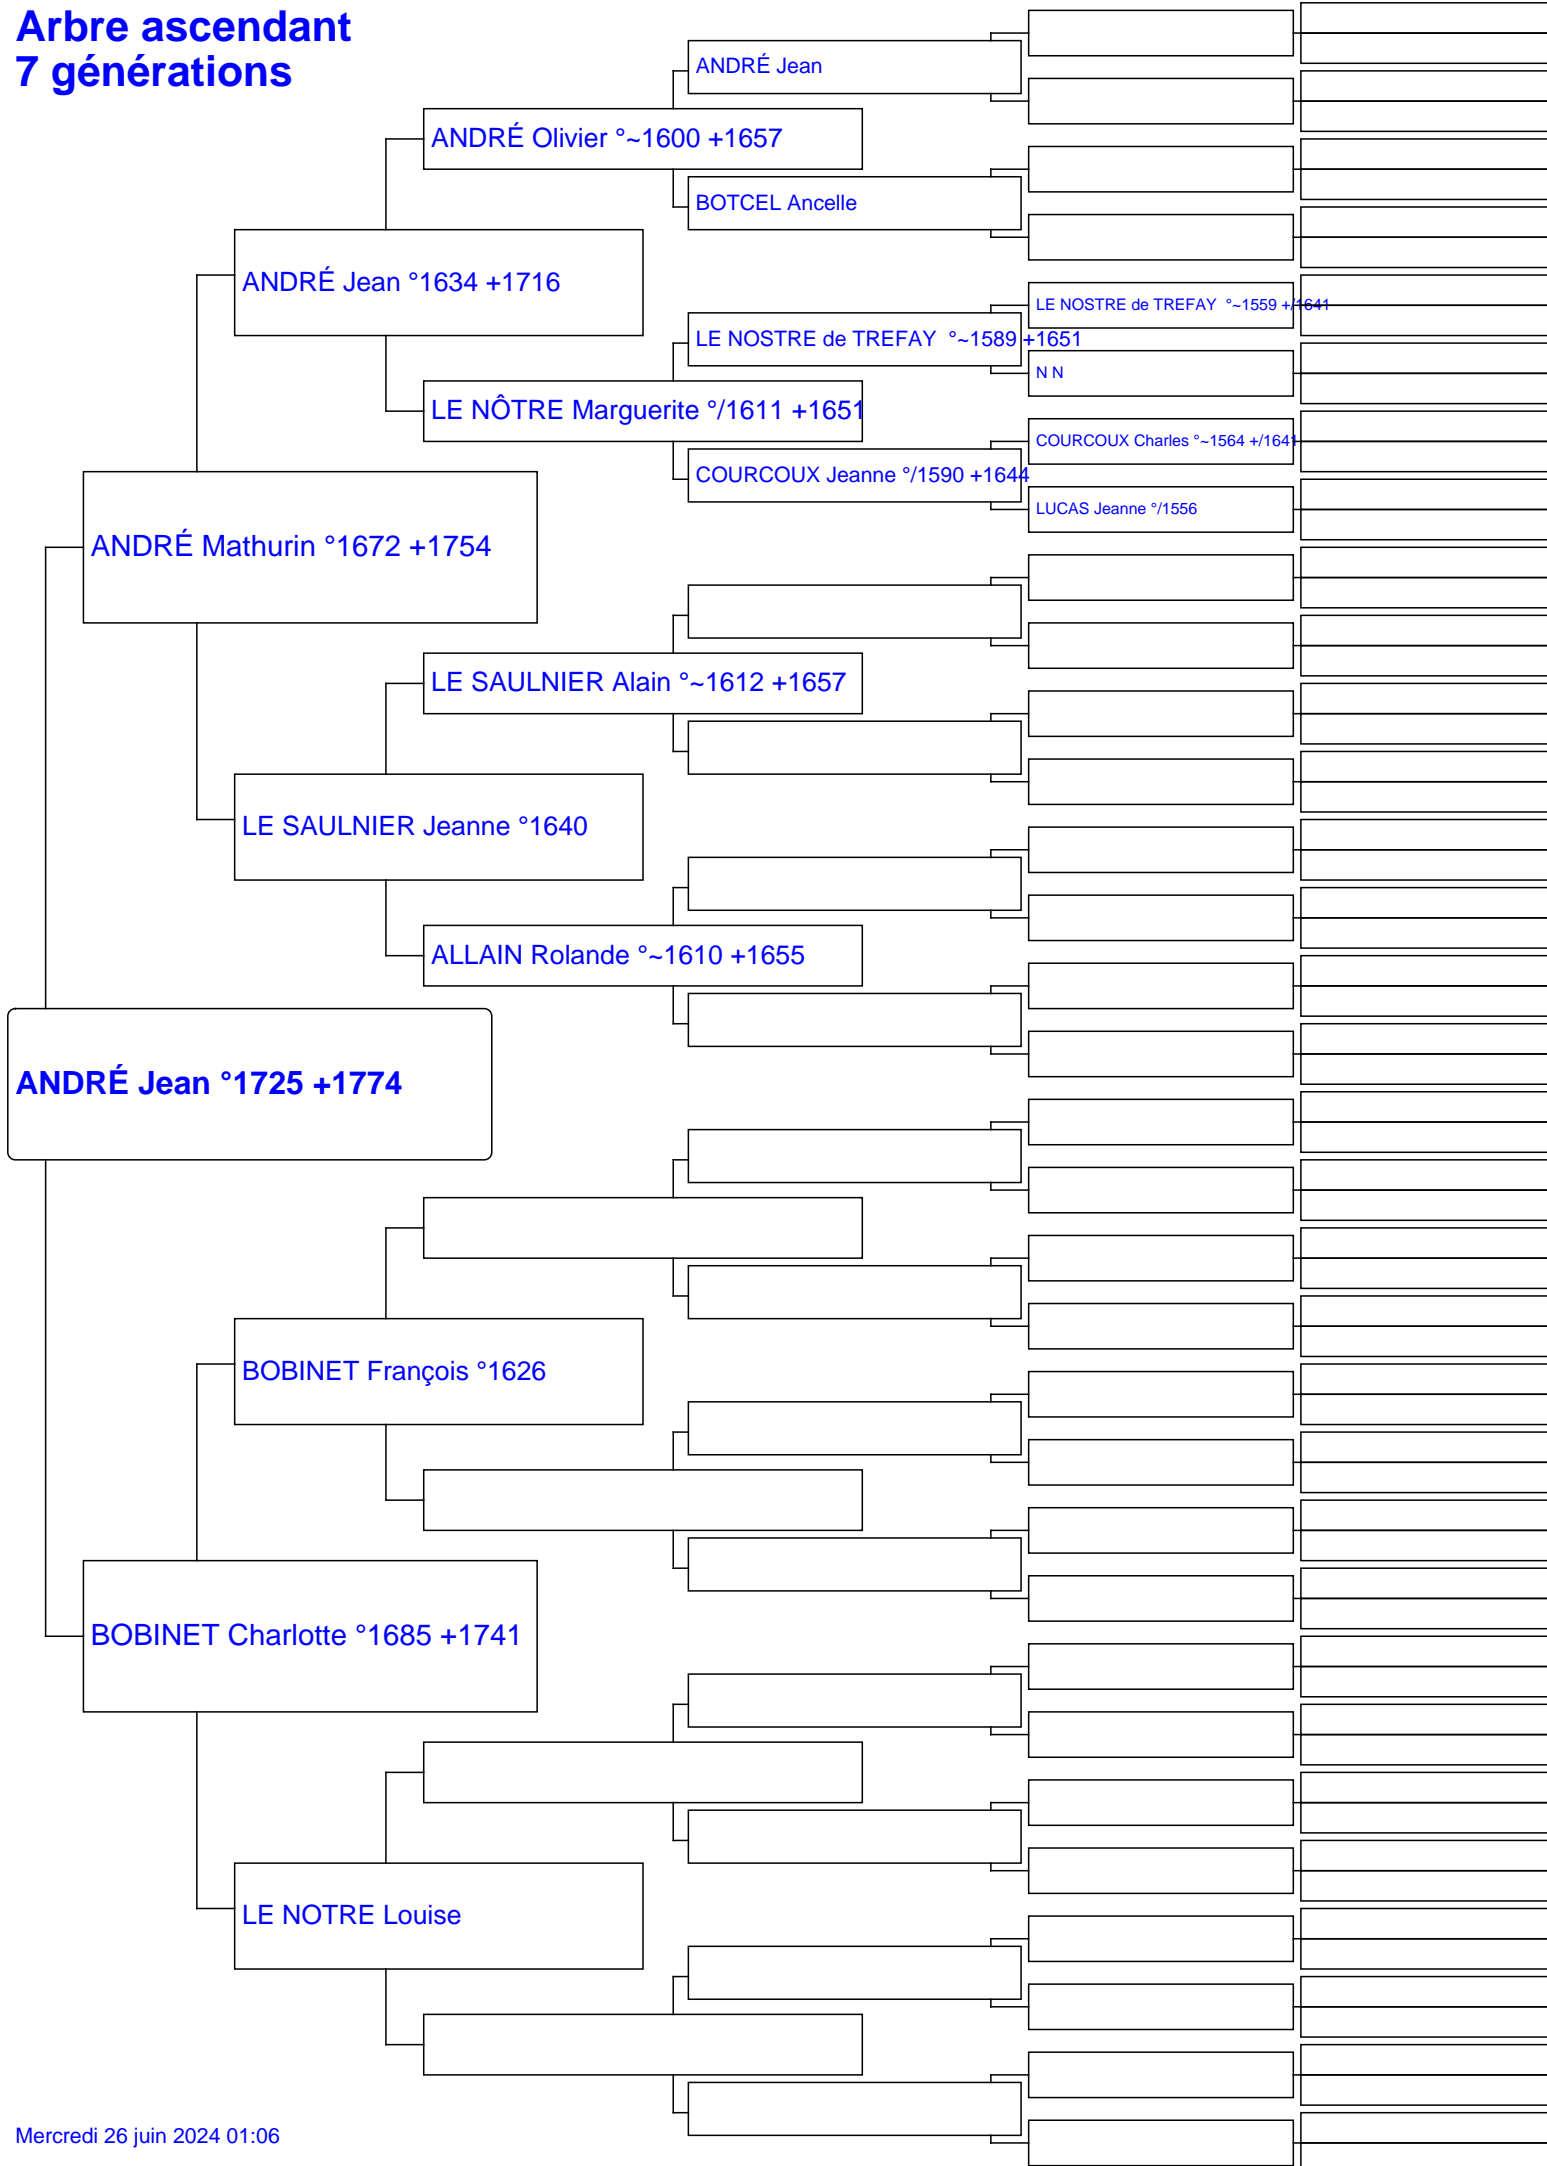 Arbre ascendant
7 générations
ANDRÉ Jean
ANDRÉ Olivier °~1600 +1657
BOTCEL Ancelle
ANDRÉ Jean °1634 +1716
LE NOSTRE de TREFAY °~1559 +/1641
LE NOSTRE de TREFAY °~1589 +1651
N N
LE NÔTRE Marguerite °/1611 +1651
COURCOUX Charles °~1564 +/1641
COURCOUX Jeanne °/1590 +1644
LUCAS Jeanne °/1556
ANDRÉ Mathurin °1672 +1754
LE SAULNIER Alain °~1612 +1657
LE SAULNIER Jeanne °1640
ALLAIN Rolande °~1610 +1655
ANDRÉ Jean °1725 +1774
BOBINET François °1626
BOBINET Charlotte °1685 +1741
LE NOTRE Louise
Mercredi 26 juin 2024 01:06